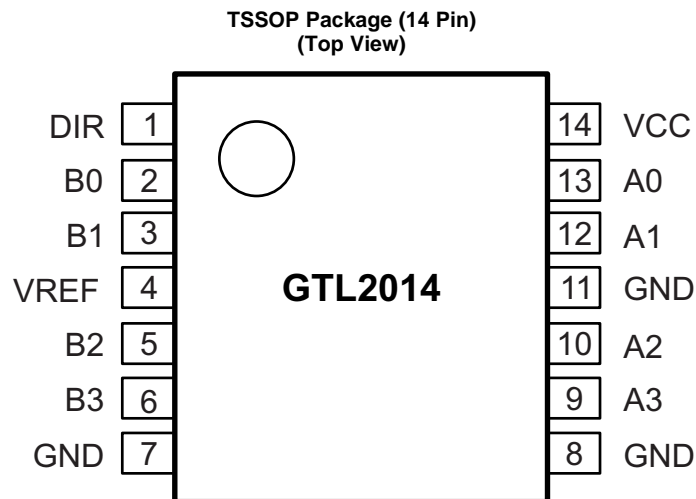 TSSOP Package (14 Pin)
(Top View)
DIR 1 14 VCC
B0 2 13 A0
B1 3 12 A1
VREF 4 GTL2014 11 GND
B2 5 10 A2
B3 6 9 A3
GND 7 8 GND